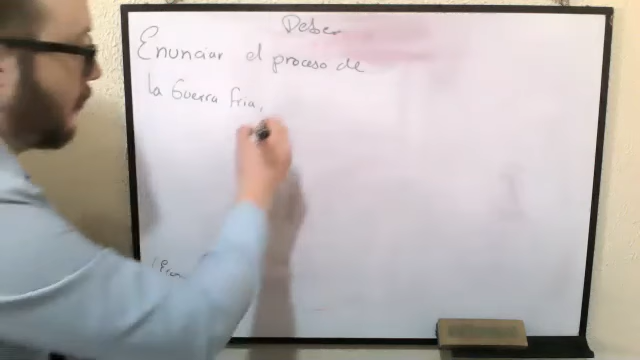 Deber
Enunciar el proceso de
la Guerra fria,